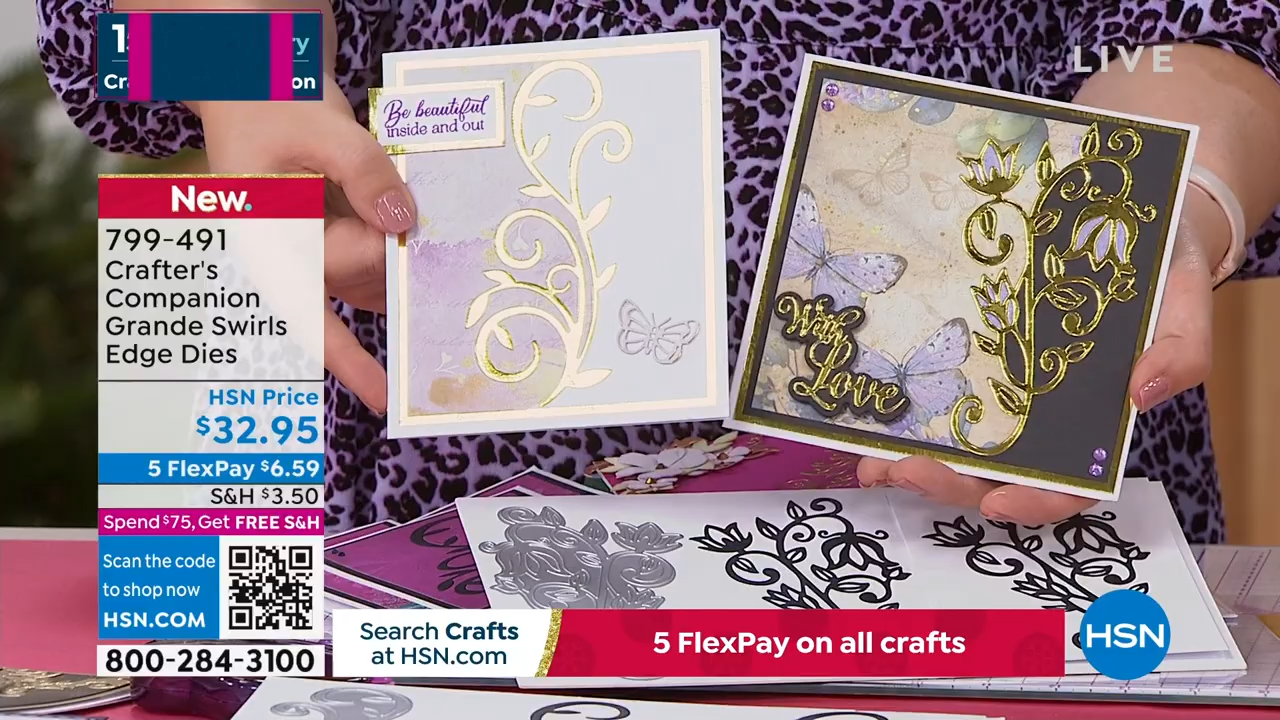 LIVE
Be beautiful
inside and out
With
Love
New.
799-491
Crafter's
Companion
Grande Swirls
Edge Dies
HSN Price
$32.95
5 FlexPay $6.59
S&H $3.50
Spend $75, Get FREE S&H
Scan the code
to shop now
HSN.COM
800-284-3100
Search Crafts
at HSN.com
5 FlexPay on all crafts
HSN